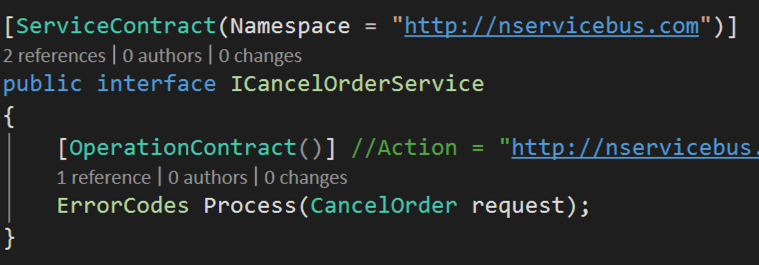 [ServiceContract(Namespace = "http://nservicebus.com")]
2 references | 0 authors | 0 changes
public interface ICancelOrderService
{
[OperationContract()] //Action = "http://nservicebus.
1 reference | 0 authors | 0 changes
ErrorCodes Process(CancelOrder request);
}